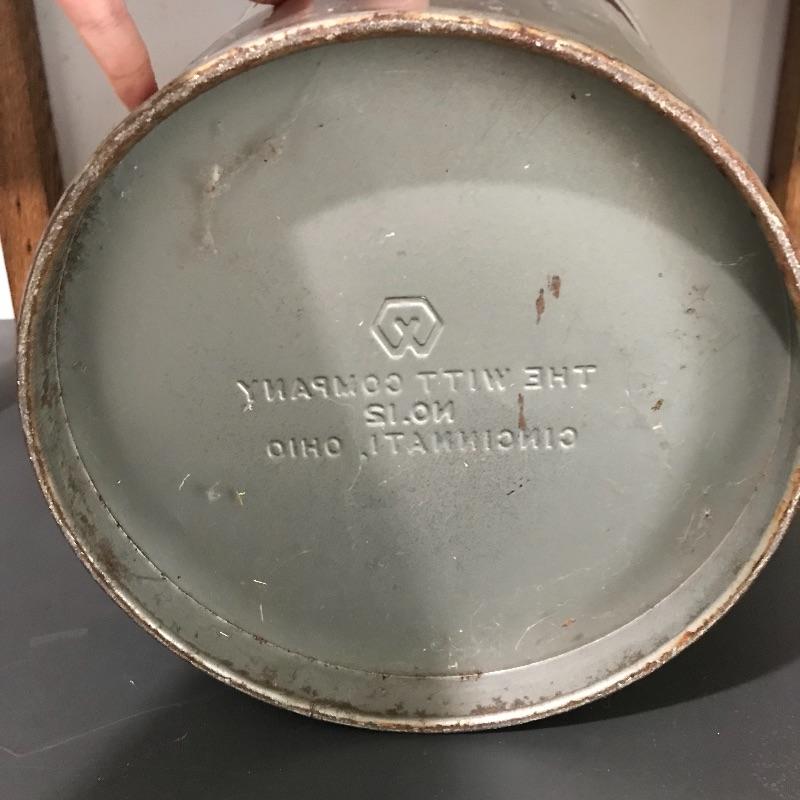 W
THE WITT COMPANY
NO.12
CINCINNATI, OHIO